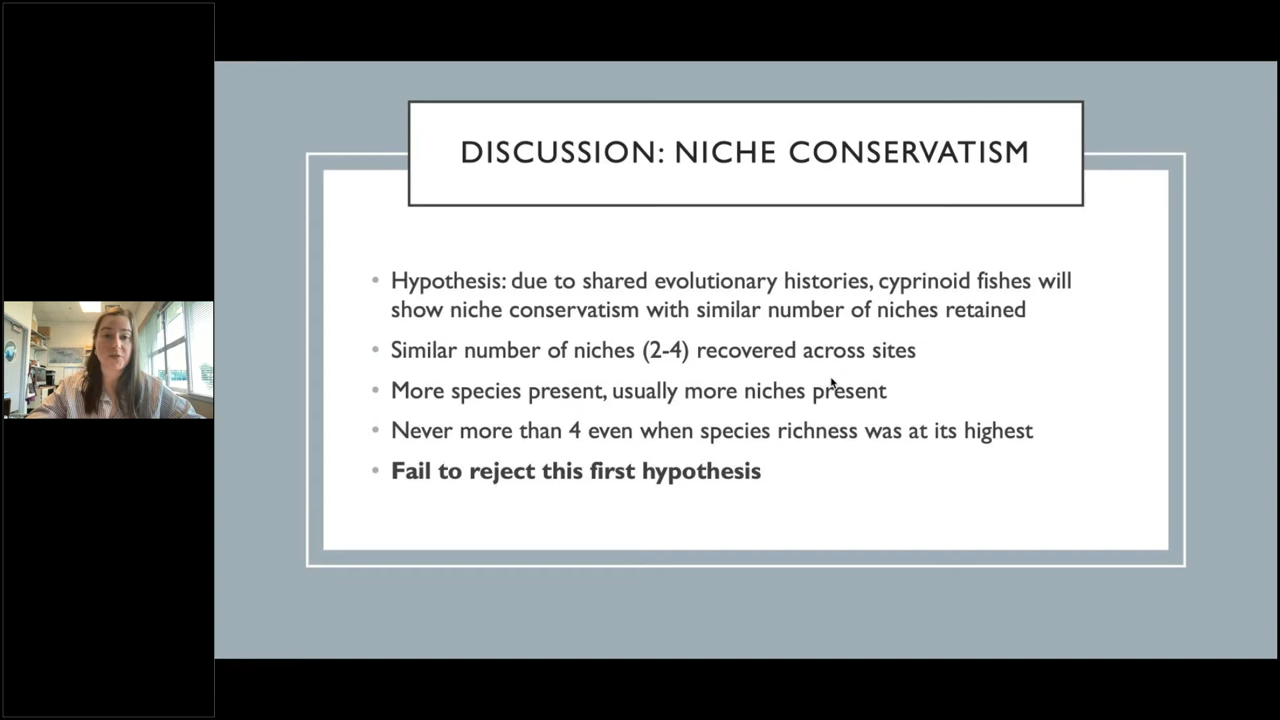 DISCUSSION: NICHE CONSERVATISM
• Hypothesis: due to shared evolutionary histories, cyprinoid fishes will
show niche conservatism with similar number of niches retained
• Similar number of niches (2-4) recovered across sites
• More species present, usually more niches present
• Never more than 4 even when species richness was at its highest
• Fail to reject this first hypothesis